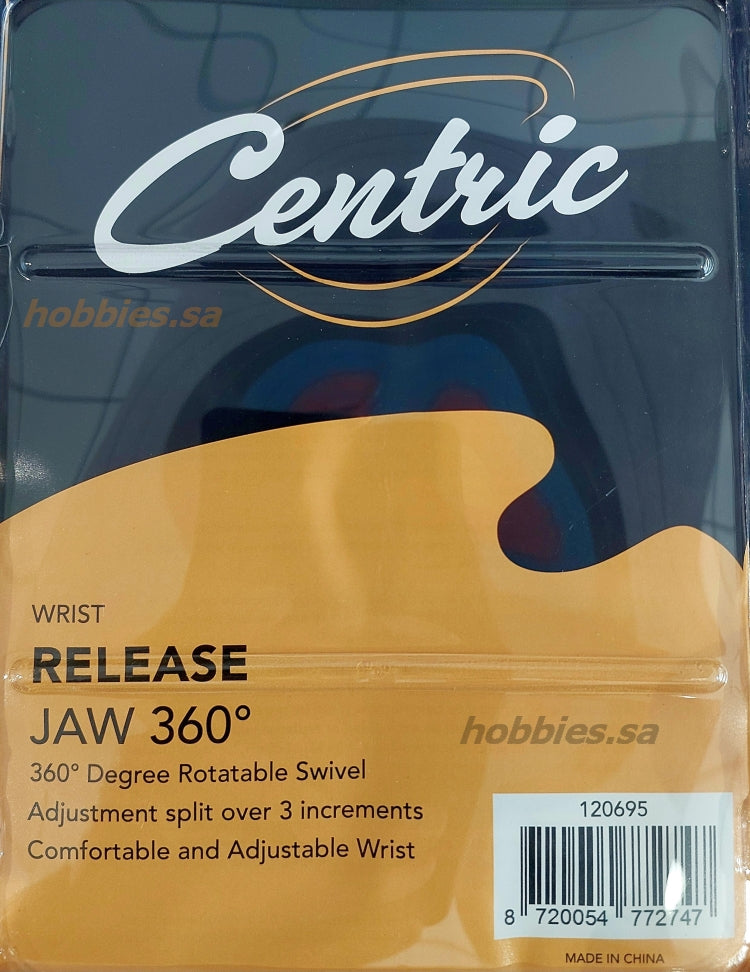 Centric
hobbies.sa
WRIST
RELEASE
JAW 360°
hobbies.sa
360° Degree Rotatable Swivel
Adjustment split over 3 increments
Comfortable and Adjustable Wrist
120695
8 720054 772747
MADE IN CHINA